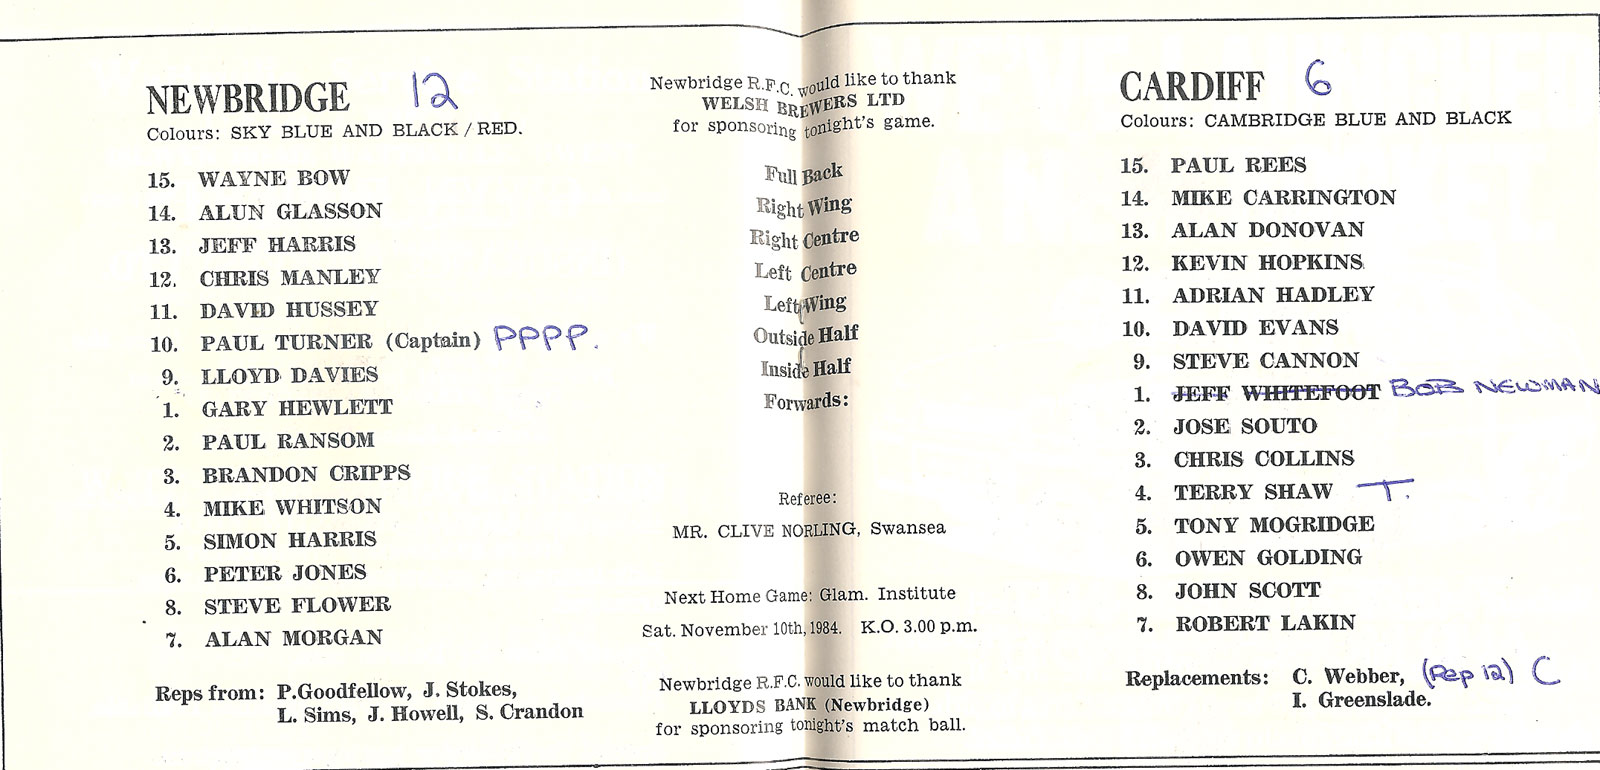 NEWBRIDGE 12
Colours: SKY BLUE AND BLACK / RED.
15. WAYNE BOW
14. ALUN GLASSON
13. JEFF HARRIS
12. CHRIS MANLEY
11. DAVID HUSSEY
10. PAUL TURNER (Captain) PPPP.
9. LLOYD DAVIES
1. GARY HEWLETT
2. PAUL RANSOM
3. BRANDON CRIPPS
4. MIKE WHITSON
5. SIMON HARRIS
6. PETER JONES
8. STEVE FLOWER
7. ALAN MORGAN
Reps from: P.Goodfellow, J. Stokes,
L. Sims, J. Howell, S. Crandon
Newbridge R.F.C. would like to thank
WELSH BREWERS LTD
for sponsoring tonight's game.
Full Back
Right Wing
Right Centre
Left Centre
Left Wing
Outside Half
Inside Half
Forwards:
Referee:
MR. CLIVE NORLING, Swansea
Next Home Game: Glam. Institute
Sat. November 10th, 1984. K.O. 3.00 p.m.
Newbridge R.F.C. would like to thank
LLOYDS BANK (Newbridge)
for sponsoring tonight's match ball.
CARDIFF 6
Colours: CAMBRIDGE BLUE AND BLACK
15. PAUL REES
14. MIKE CARRINGTON
13. ALAN DONOVAN
12. KEVIN HOPKINS
11. ADRIAN HADLEY
10. DAVID EVANS
9. STEVE CANNON
1. JEFF WHITEFOOT BOB NEWMAN
2. JOSE SOUTO
3. CHRIS COLLINS
4. TERRY SHAW T.
5. TONY MOGRIDGE
6. OWEN GOLDING
8. JOHN SCOTT
7. ROBERT LAKIN
Replacements: C. Webber, (Rep 12) C
I. Greenslade.